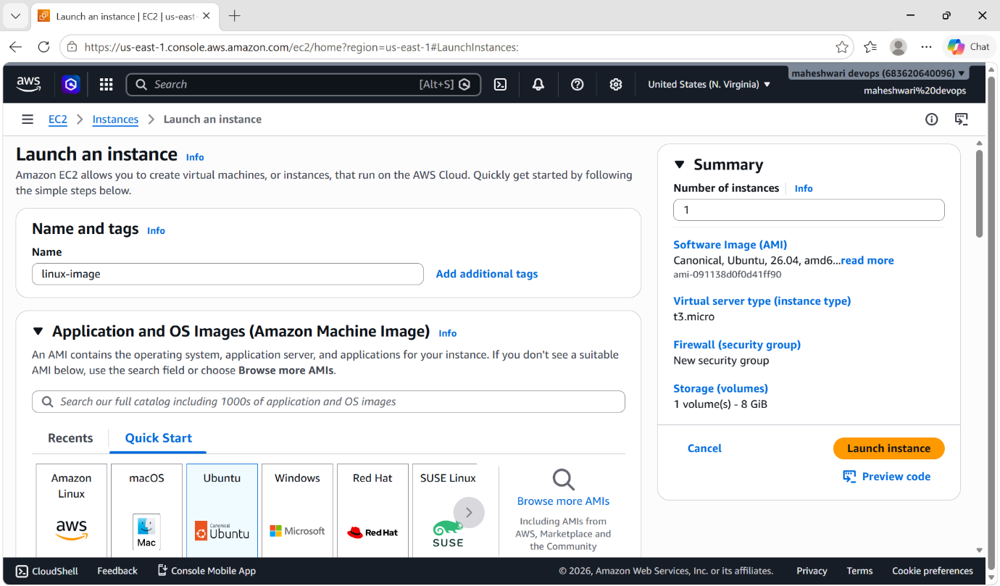 Launch an instance | EC2 | us-east-
https://us-east-1.console.aws.amazon.com/ec2/home?region=us-east-1#LaunchInstances:
Chat
aws
Search
[Alt+S]
United States (N. Virginia)
maheshwari devops (683620640096)
maheshwari%20devops
EC2
Instances
Launch an instance
Launch an instance
Info
Amazon EC2 allows you to create virtual machines, or instances, that run on the AWS Cloud. Quickly get started by following
the simple steps below.
Name and tags
Info
Name
linux-image
Add additional tags
Application and OS Images (Amazon Machine Image)
Info
An AMI contains the operating system, application server, and applications for your instance. If you don't see a suitable
AMI below, use the search field or choose Browse more AMIs.
Search our full catalog including 1000s of application and OS images
Recents
Quick Start
Amazon
Linux
aws
macOS
Mac
Ubuntu
Canonical
Ubuntu
Windows
Microsoft
Red Hat
Red Hat
SUSE Linux
SUSE
Browse more AMIs
Including AMIs from
AWS, Marketplace and
the Community
Summary
Number of instances
Info
1
Software Image (AMI)
Canonical, Ubuntu, 26.04, amd6...read more
ami-091138d0f0d41ff90
Virtual server type (instance type)
t3.micro
Firewall (security group)
New security group
Storage (volumes)
1 volume(s) - 8 GiB
Cancel
Launch instance
Preview code
CloudShell
Feedback
Console Mobile App
© 2026, Amazon Web Services, Inc. or its affiliates.
Privacy
Terms
Cookie preferences